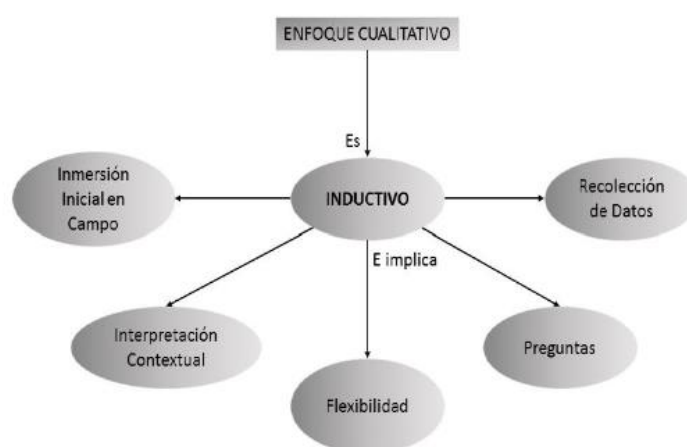 ENFOQUE CUALITATIVO
Es
Inmersión
Inicial en
Campo
INDUCTIVO
Recolección
de Datos
E implica
Interpretación
Contextual
Preguntas
Flexibilidad